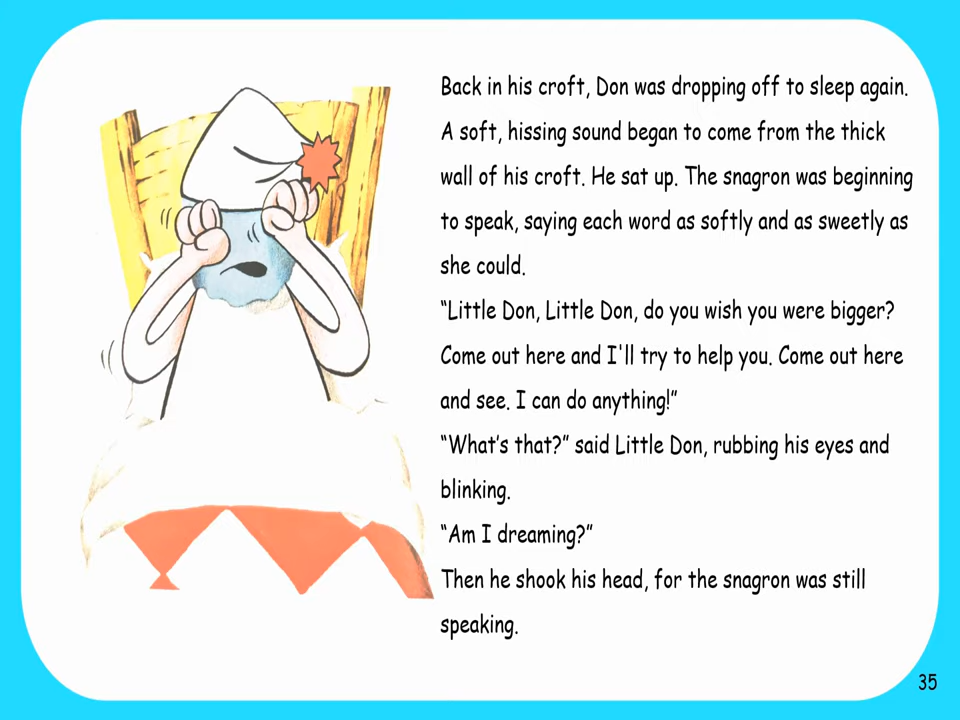 Back in his croft, Don was dropping off to sleep again.
A soft, hissing sound began to come from the thick
wall of his croft. He sat up. The snagron was beginning
to speak, saying each word as softly and as sweetly as
she could.
“Little Don, Little Don, do you wish you were bigger?
Come out here and I'll try to help you. Come out here
and see. I can do anything!”
“What’s that?” said Little Don, rubbing his eyes and
blinking.
“Am I dreaming?”
Then he shook his head, for the snagron was still
speaking.
35